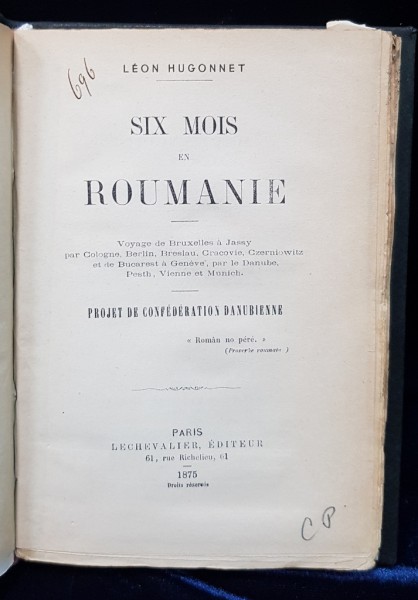 696
LÉON HUGONNET
SIX MOIS
EN
ROUMANIE
Voyage de Bruxelles à Jassy
par Cologne, Berlin, Breslau, Cracovie, Czerniowitz
et de Bucarest à Genève, par le Danube,
Pesth, Vienne et Munich.
PROJET DE CONFÉDÉRATION DANUBIENNE
« Român no père. »
(Proverbe roumain.)
PARIS
LECHEVALIER, ÉDITEUR
61, rue Richelieu, 61
1875
Droits réservés
CP